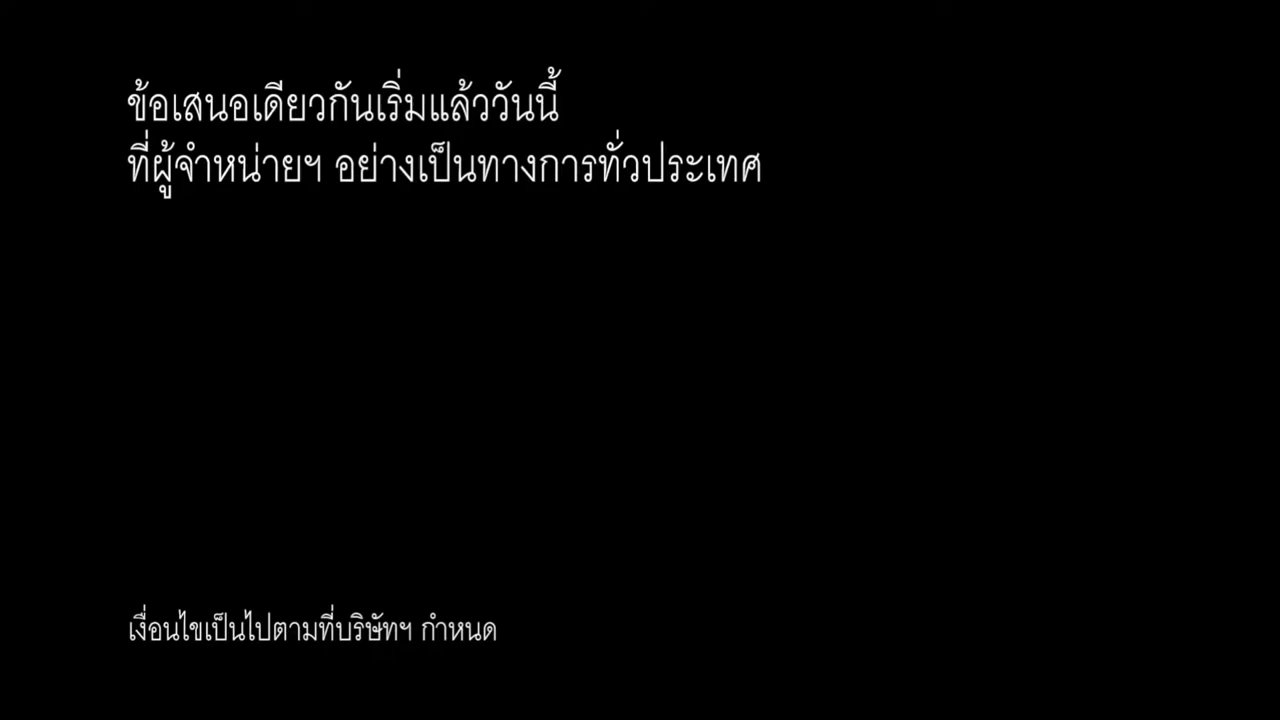 ข้อเสนอเดียวกันเริ่มแล้ววันนี้
ที่ผู้จำหน่ายฯ อย่างเป็นทางการทั่วประเทศ
เงื่อนไขเป็นไปตามที่บริษัทฯ กำหนด